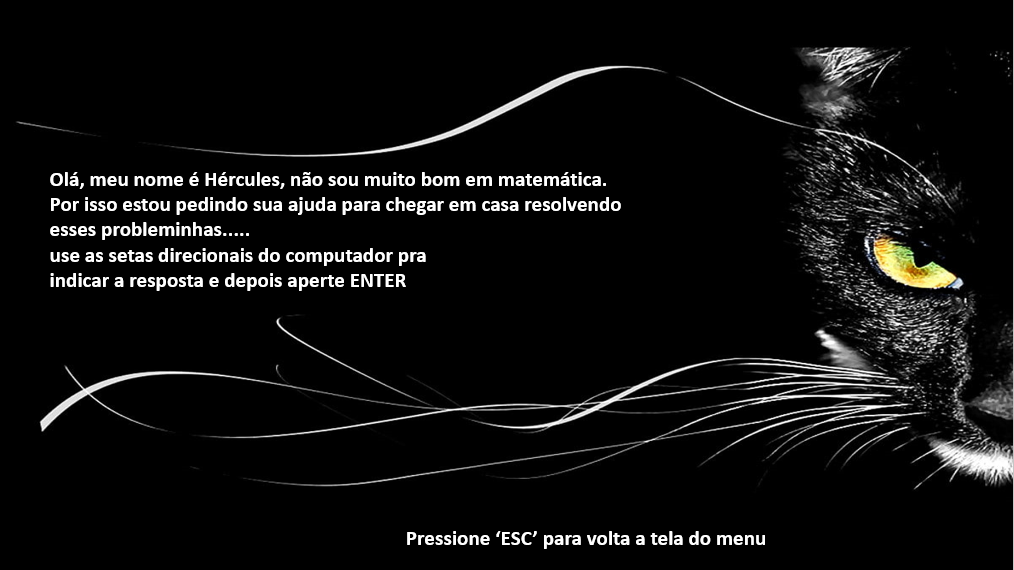 Olá, meu nome é Hércules, não sou muito bom em matemática.
Por isso estou pedindo sua ajuda para chegar em casa resolvendo
esses probleminhas.....
use as setas direcionais do computador pra
indicar a resposta e depois aperte ENTER
Pressione ‘ESC’ para volta a tela do menu